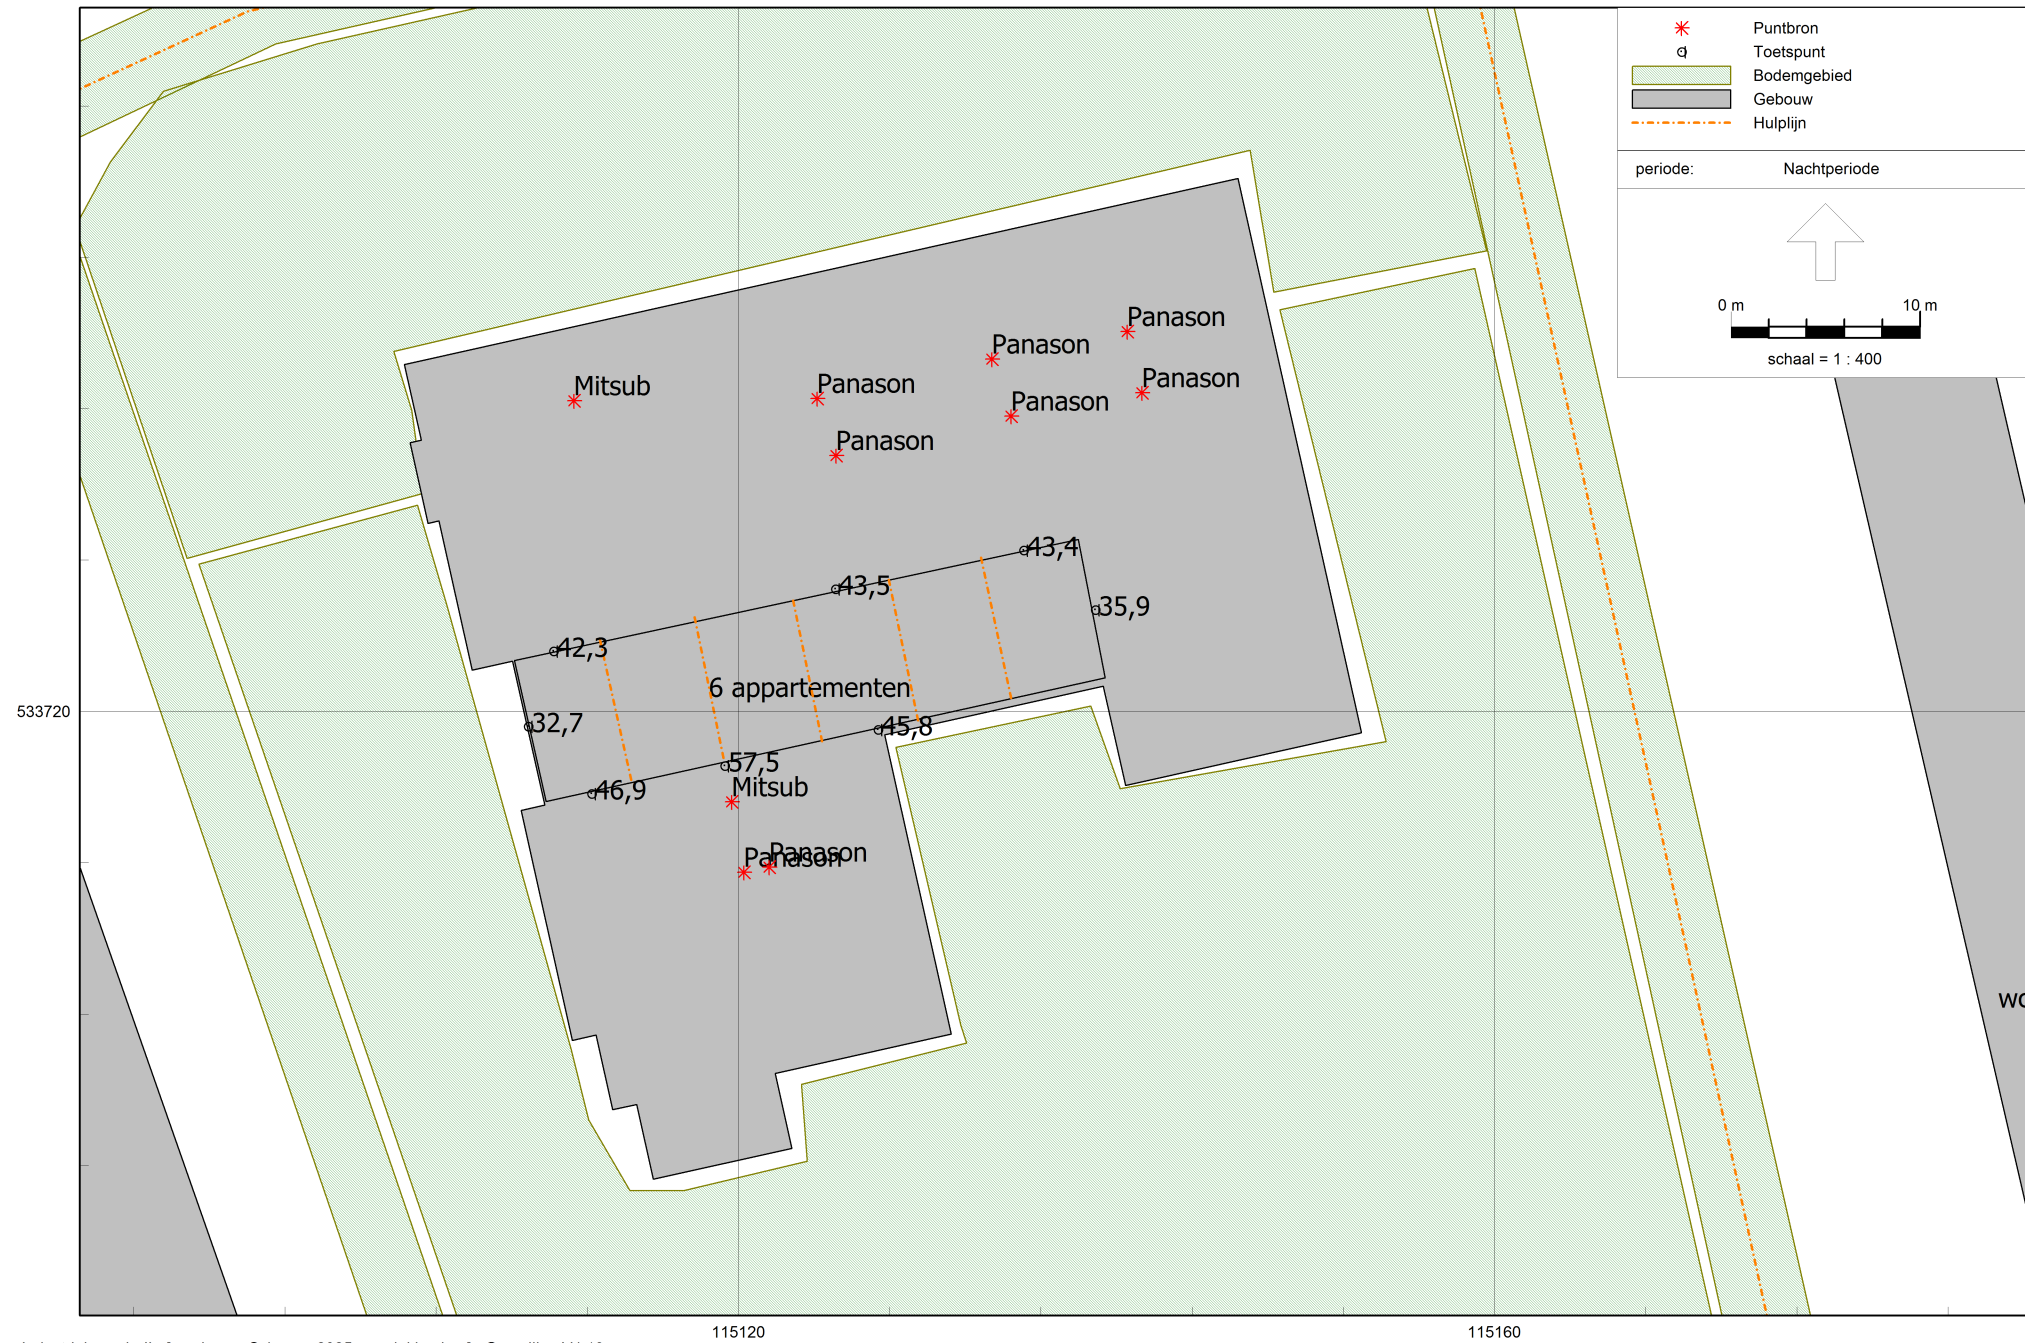 Puntbron
Toetspunt
Bodemgebied
Gebouw
Hulplijn
periode: Nachtperiode
0 m 10 m
schaal = 1 : 400
Panason
Panason
Mitsub
Panason
Panason
Panason
Panason
43,4
43,5
35,9
42,3
6 appartementen
533720
32,7
45,8
57,5
Mitsub
46,9
Panason
Panason
115120
115160